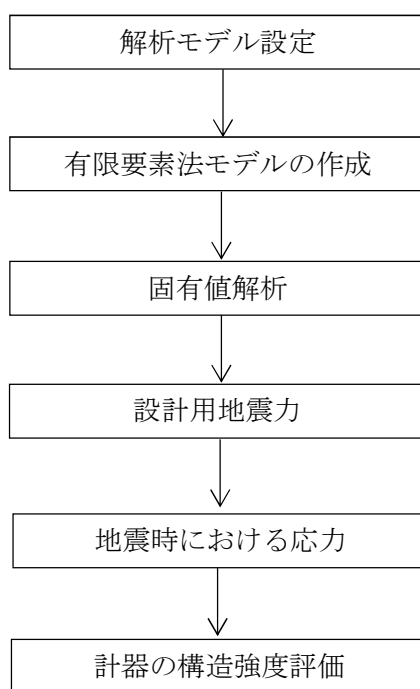 解析モデル設定
有限要素法モデルの作成
固有値解析
設計用地震力
地震時における応力
計器の構造強度評価